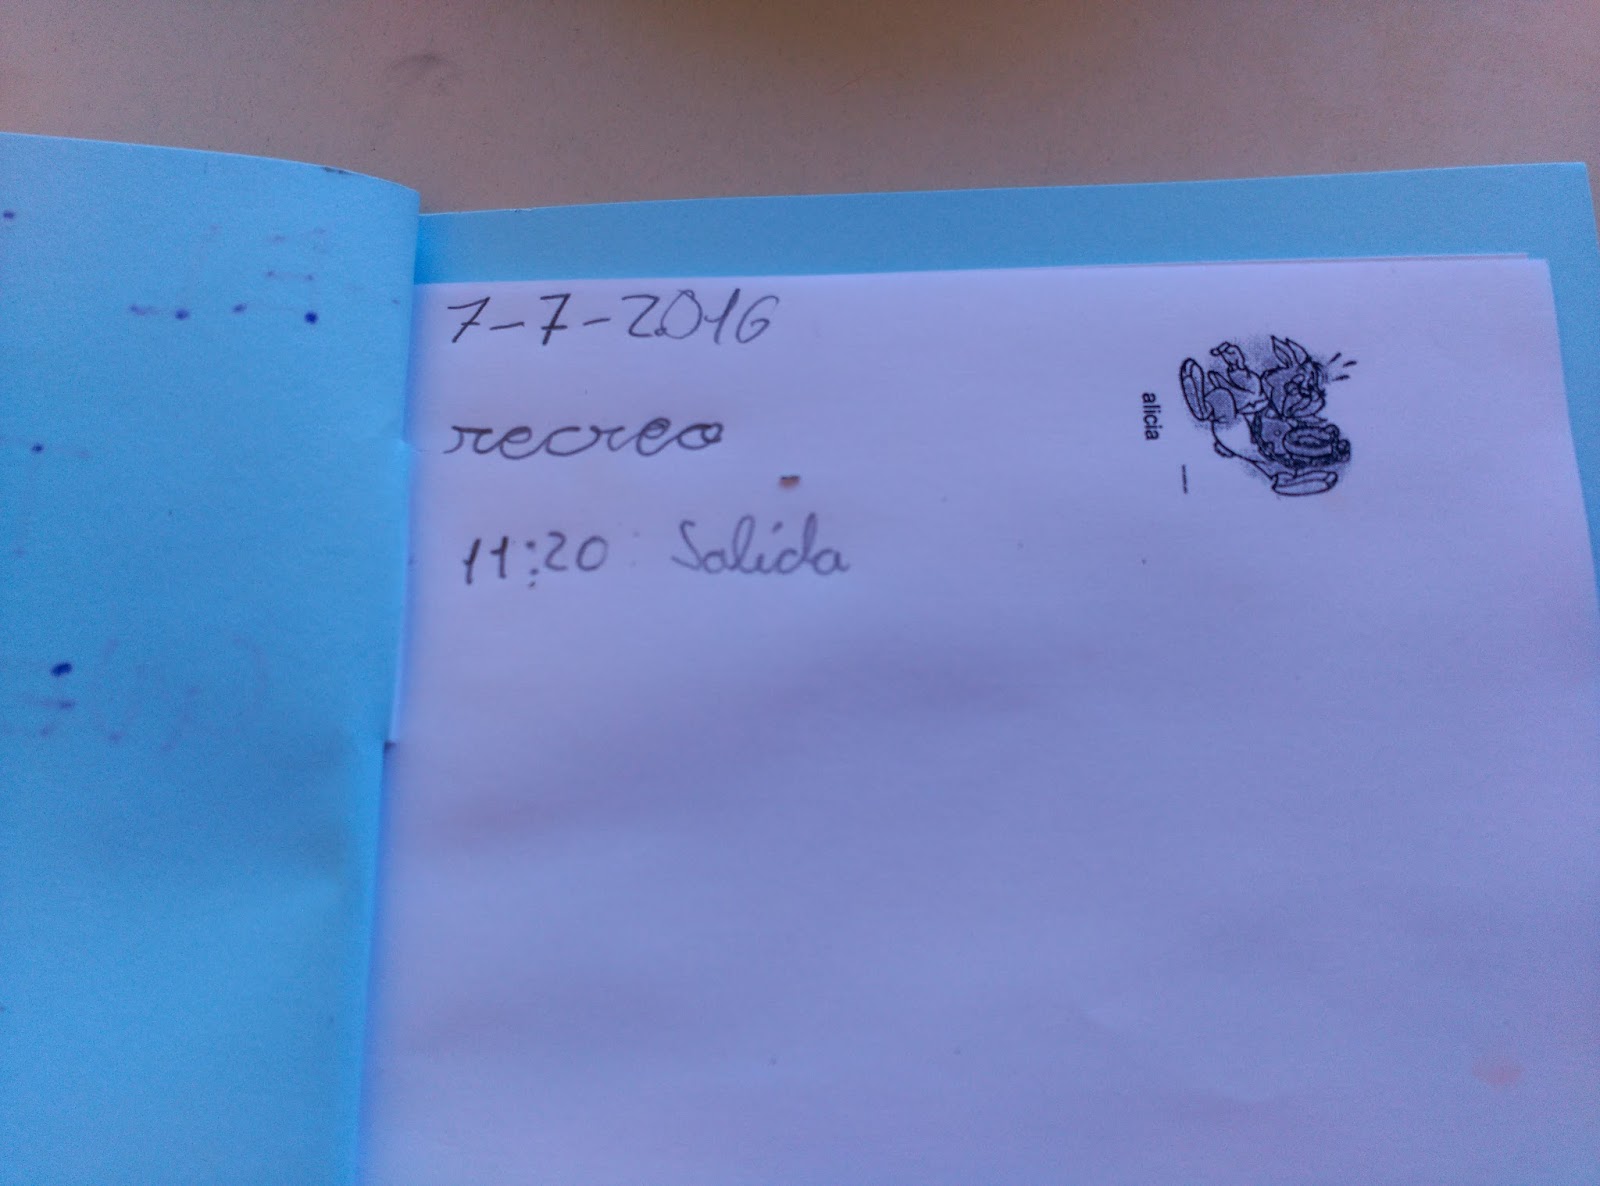 7-7-2016
recreo
11:20 Salida
alicia